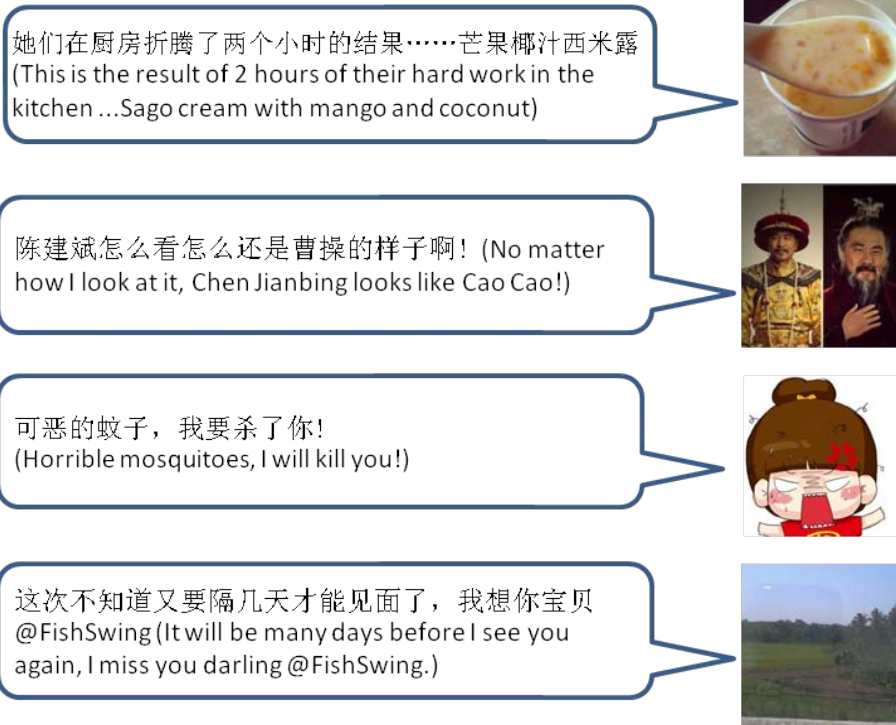 她们在厨房折腾了两个小时的结果……芒果椰汁西米露
(This is the result of 2 hours of their hard work in the
kitchen ...Sago cream with mango and coconut)
陈建斌怎么看怎么还是曹操的样子啊! (No matter
how I look at it, Chen Jianbing looks like Cao Cao!)
可恶的蚊子，我要杀了你!
(Horrible mosquitoes, I will kill you!)
这次不知道又要隔几天才能见面了，我想你宝贝
@FishSwing (It will be many days before I see you
again, I miss you darling @FishSwing.)